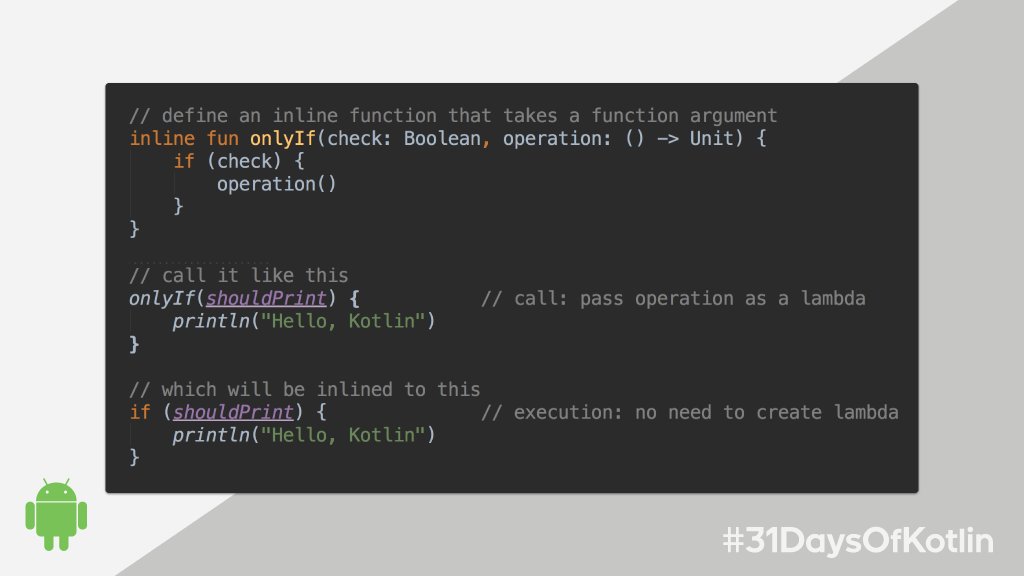 // define an inline function that takes a function argument
inline fun onlyIf(check: Boolean, operation: () -> Unit) {
    if (check) {
        operation()
    }
}
// call it like this
onlyIf(shouldPrint) {           // call: pass operation as a lambda
    println("Hello, Kotlin")
}
// which will be inlined to this
if (shouldPrint) {              // execution: no need to create lambda
    println("Hello, Kotlin")
}
#31DaysOfKotlin